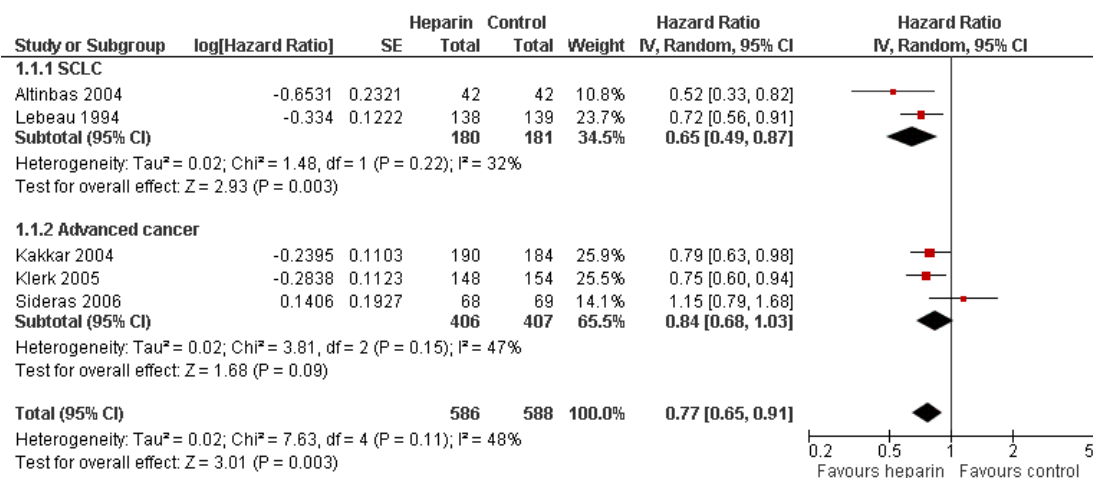 Heparin Control Hazard Ratio Hazard Ratio
Study or Subgroup log[Hazard Ratio] SE Total Total Weight IV, Random, 95% CI IV, Random, 95% CI
1.1.1 SCLC
Altinbas 2004 -0.6531 0.2321 42 42 10.8% 0.52 [0.33, 0.82]
Lebeau 1994 -0.334 0.1222 138 139 23.7% 0.72 [0.56, 0.91]
Subtotal (95% CI) 180 181 34.5% 0.65 [0.49, 0.87]
Heterogeneity: Tau² = 0.02; Chi² = 1.48, df = 1 (P = 0.22); I² = 32%
Test for overall effect: Z = 2.93 (P = 0.003)
1.1.2 Advanced cancer
Kakkar 2004 -0.2395 0.1103 190 184 25.9% 0.79 [0.63, 0.98]
Klerk 2005 -0.2838 0.1123 148 154 25.5% 0.75 [0.60, 0.94]
Sideras 2006 0.1406 0.1927 68 69 14.1% 1.15 [0.79, 1.68]
Subtotal (95% CI) 406 407 65.5% 0.84 [0.68, 1.03]
Heterogeneity: Tau² = 0.02; Chi² = 3.81, df = 2 (P = 0.15); I² = 47%
Test for overall effect: Z = 1.68 (P = 0.09)
Total (95% CI) 586 588 100.0% 0.77 [0.65, 0.91]
Heterogeneity: Tau² = 0.02; Chi² = 7.63, df = 4 (P = 0.11); I² = 48%
Test for overall effect: Z = 3.01 (P = 0.003)
0.2 0.5 1 2 5
Favours heparin Favours control